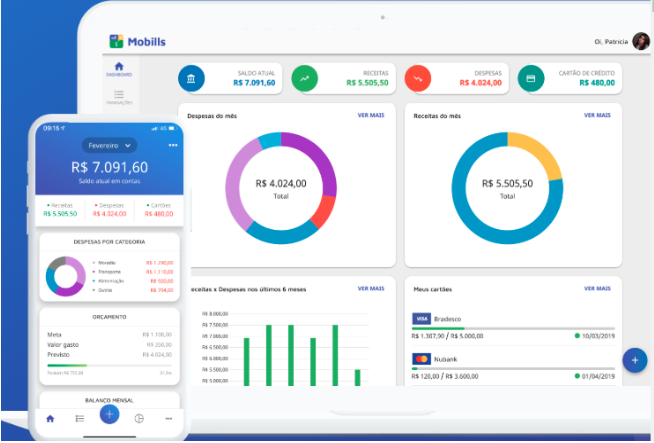 Mobills
Oi, Patricia
DASHBOARD
SALDO ATUAL
R$ 7.091,60
RECEITAS
R$ 5.505,50
DESPESAS
R$ 4.024,00
CARTÃO DE CRÉDITO
R$ 480,00
Despesas do mês
VER MAIS
R$ 4.024,00
Total
Receitas do mês
VER MAIS
R$ 5.505,50
Total
eceitas x Despesas nos últimos 6 meses
VER MAIS
R$ 8.000,00
R$ 7.500,00
R$ 7.000,00
R$ 6.500,00
R$ 6.000,00
R$ 5.500,00
R$ 5.000,00
Meus cartões
VER MAIS
VISA Bradesco
R$ 1.367,90 / R$ 5.000,00
10/03/2019
Nubank
R$ 120,00 / R$ 3.600,00
01/04/2019
09:15
4G
Fevereiro
R$ 7.091,60
Saldo atual em contas
Receitas
R$ 5.505,50
Despesas
R$ 4.024,00
Cartões
R$ 480,00
DESPESAS POR CATEGORIA
Moradia
Transporte
R$ 1.110,00
Alimentação
R$ 920,00
Outros
R$ 704,00
ORÇAMENTO
Meta
R$ 1.100,00
Valor gasto
R$ 350,00
Previsto
R$ 4.024,00
BALANÇO MENSAL